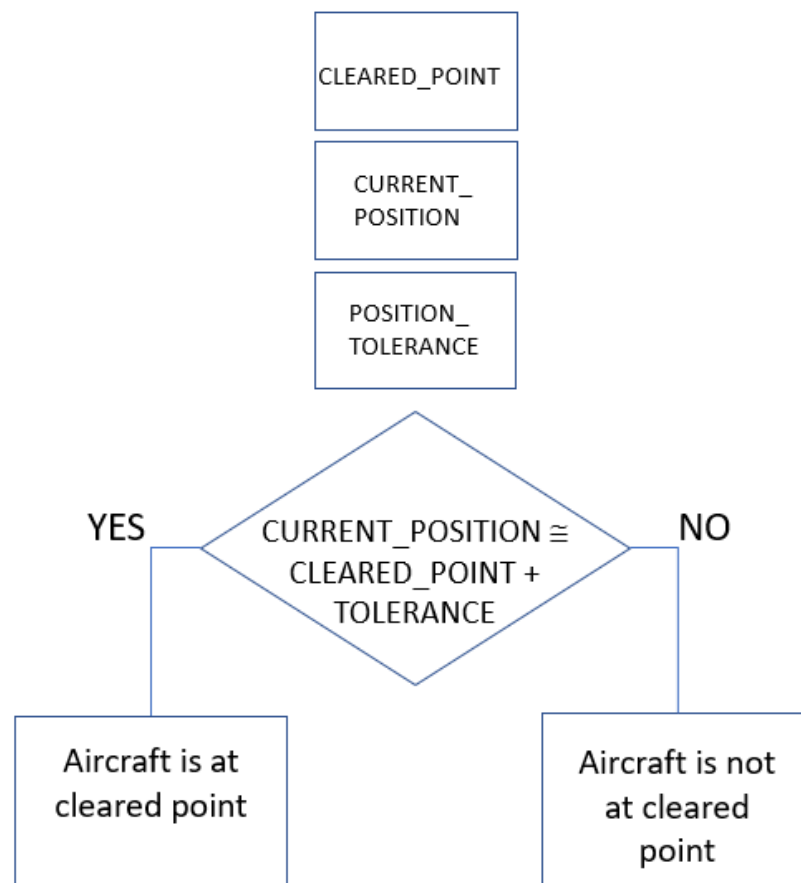 CLEARED_POINT
CURRENT_
POSITION
POSITION_
TOLERANCE
YES
NO
CURRENT_POSITION ≅
CLEARED_POINT +
TOLERANCE
Aircraft is at
cleared point
Aircraft is not
at cleared
point